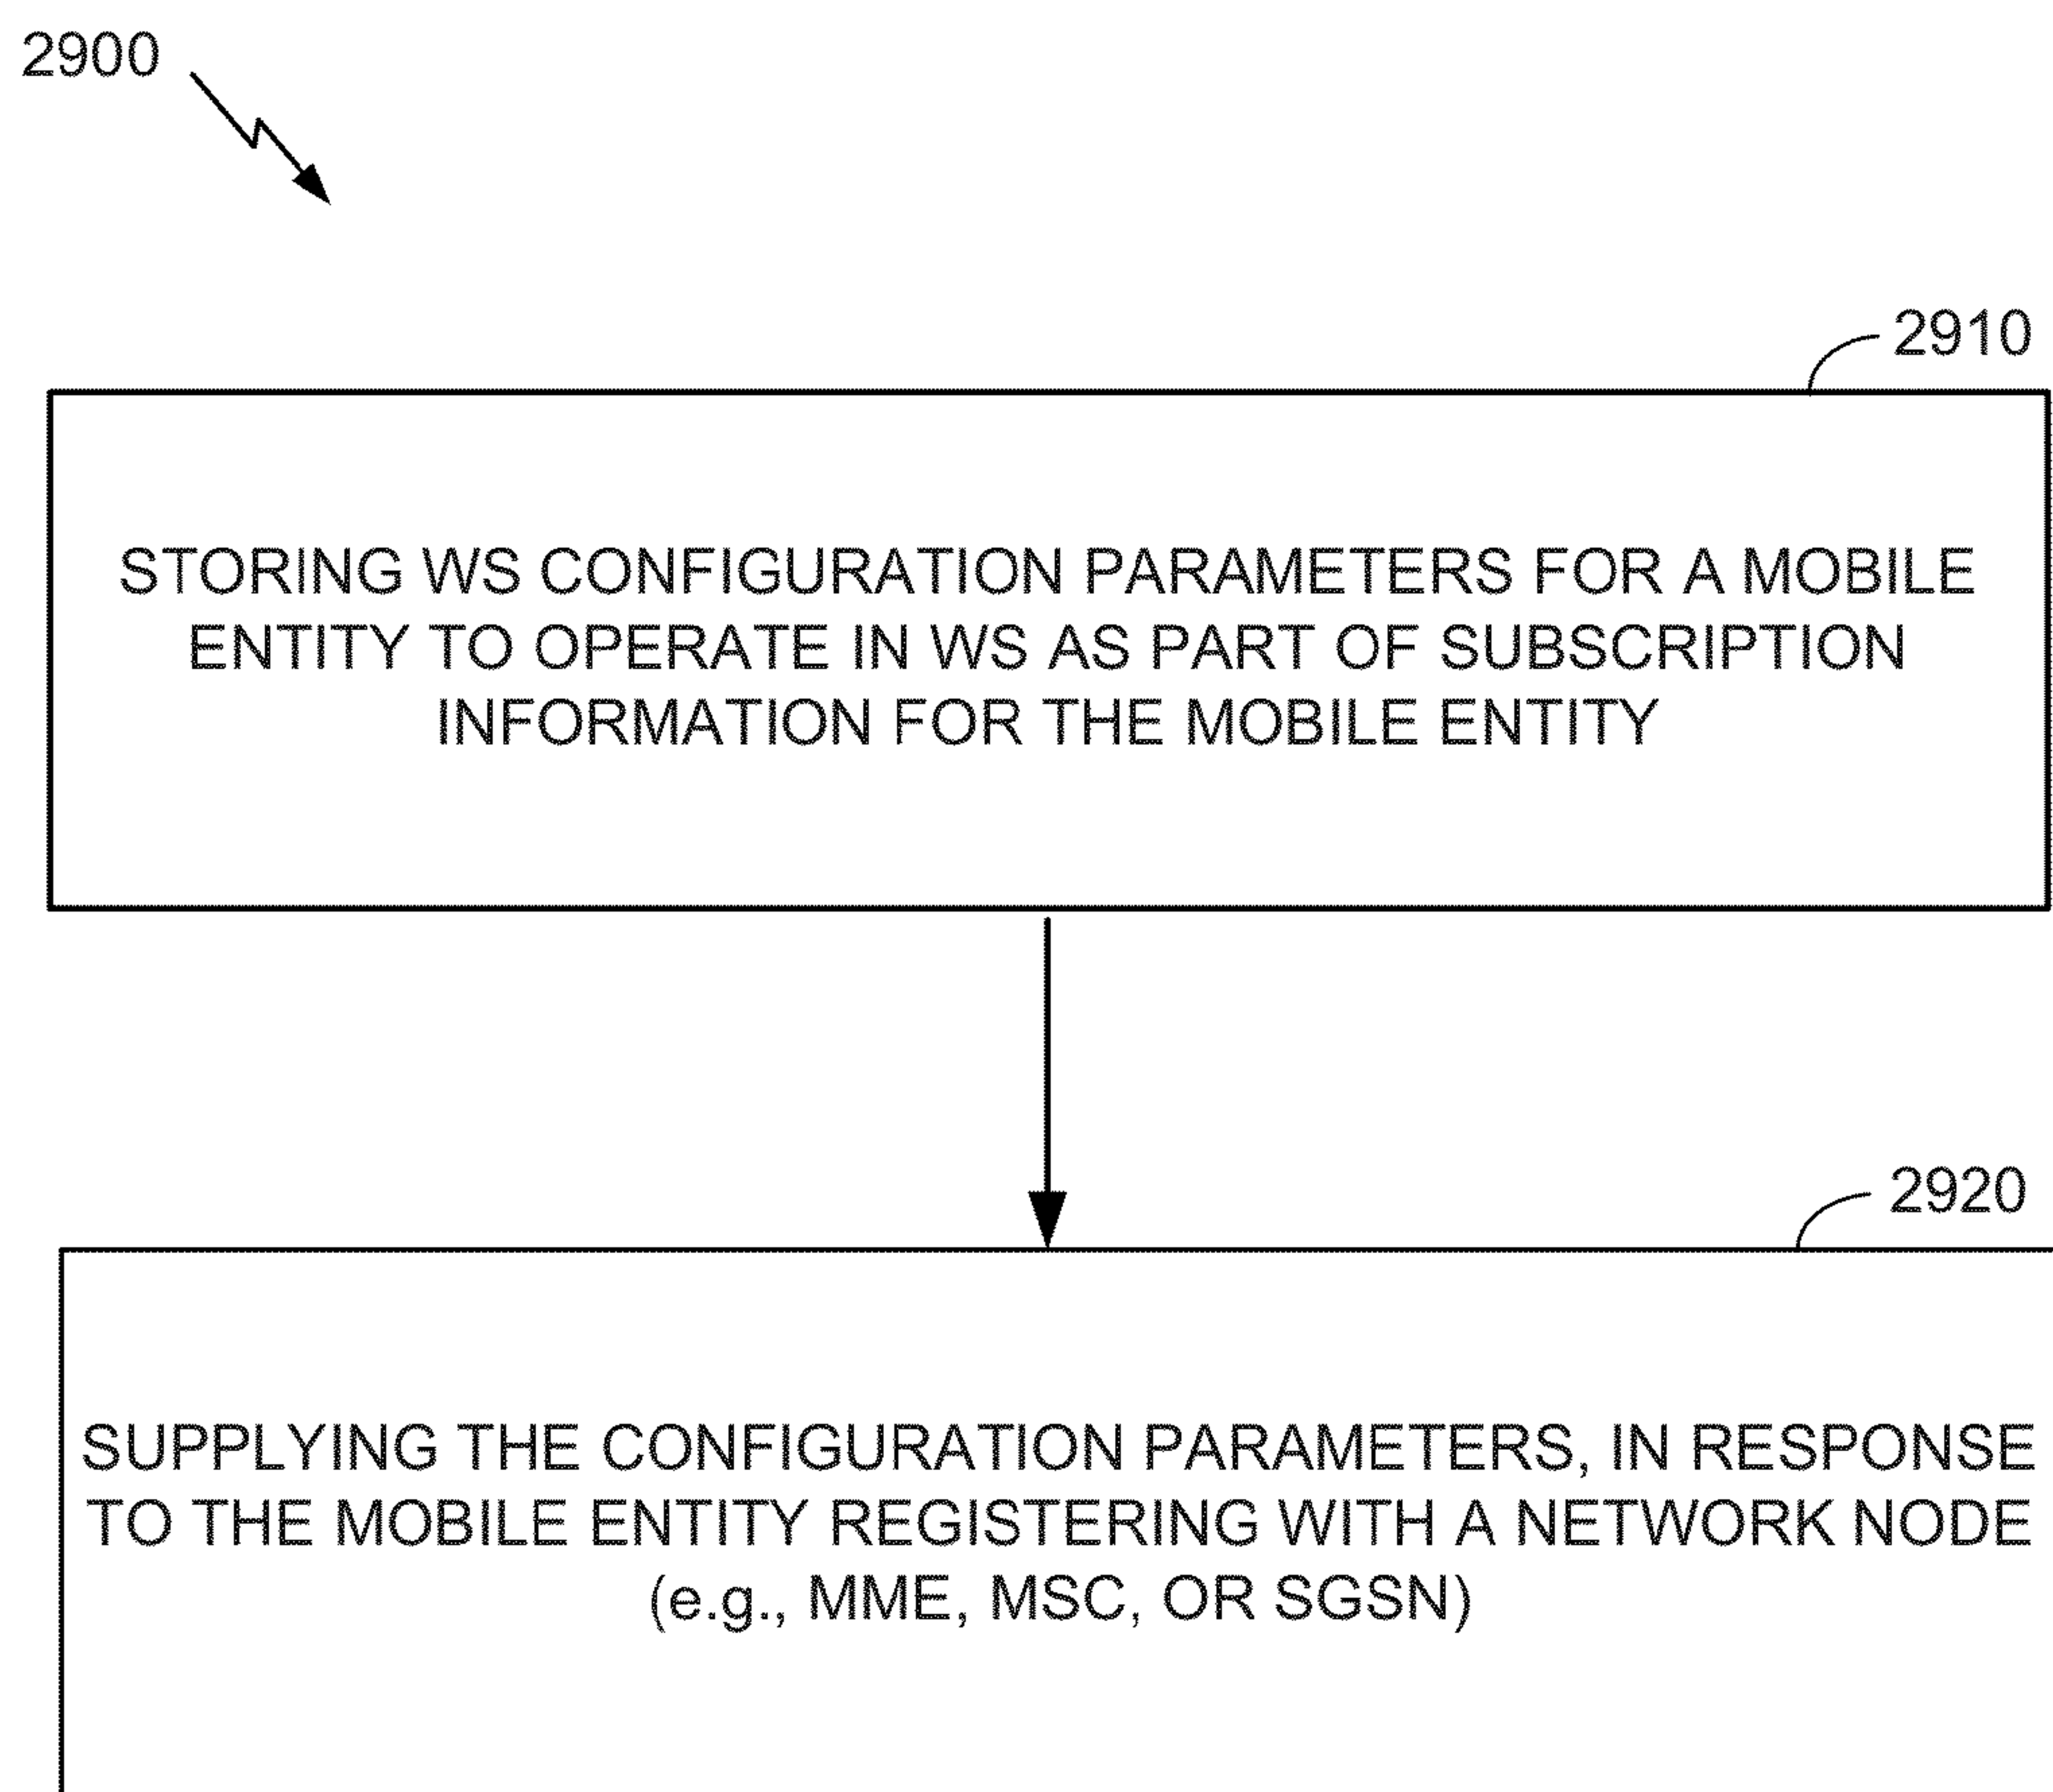 2900
2910
STORING WS CONFIGURATION PARAMETERS FOR A MOBILE
ENTITY TO OPERATE IN WS AS PART OF SUBSCRIPTION
INFORMATION FOR THE MOBILE ENTITY
2920
SUPPLYING THE CONFIGURATION PARAMETERS, IN RESPONSE
TO THE MOBILE ENTITY REGISTERING WITH A NETWORK NODE
(e.g., MME, MSC, OR SGSN)